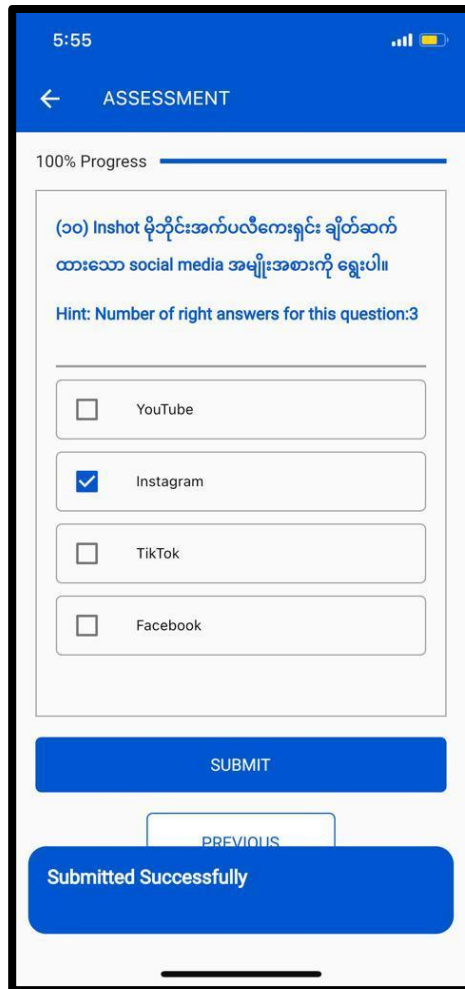 5:55
ASSESSMENT
100% Progress
(၁၀) Inshot မိုဘိုင်းအက်ပလီကေးရှင်း ချိတ်ဆက်
ထားသော social media အမျိုးအစားကို ရွေးပါ။
Hint: Number of right answers for this question:3
YouTube
Instagram
TikTok
Facebook
SUBMIT
PREVIOUS
Submitted Successfully